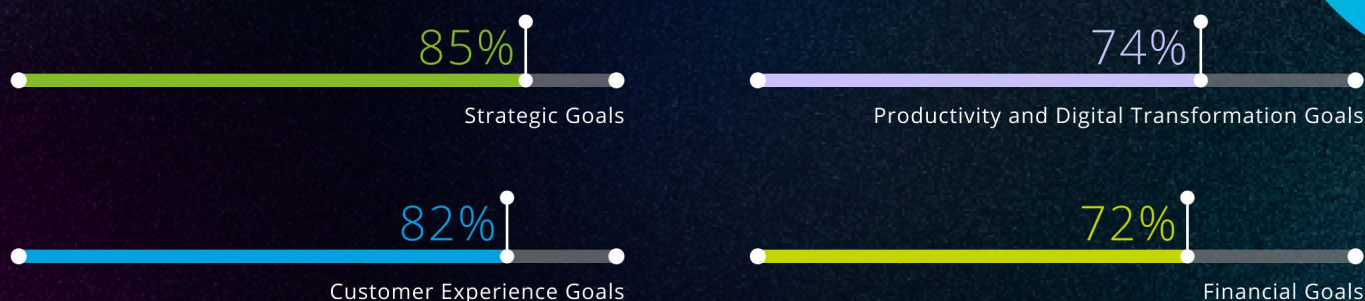 85%
Strategic Goals
74%
Productivity and Digital Transformation Goals
82%
Customer Experience Goals
72%
Financial Goals